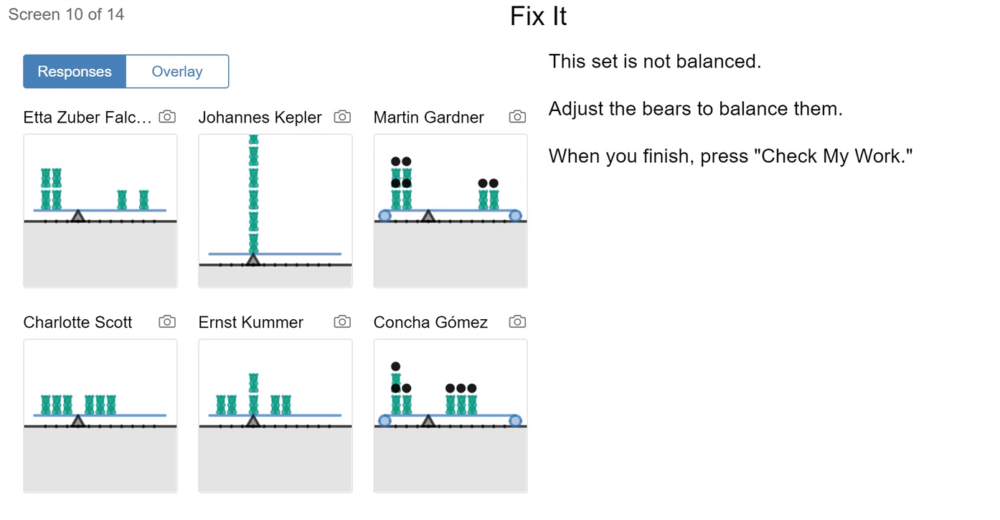 Screen 10 of 14
Fix It
Responses
Overlay
This set is not balanced.
Adjust the bears to balance them.
When you finish, press "Check My Work."
Etta Zuber Falc...
Johannes Kepler
Martin Gardner
Charlotte Scott
Ernst Kummer
Concha Gómez